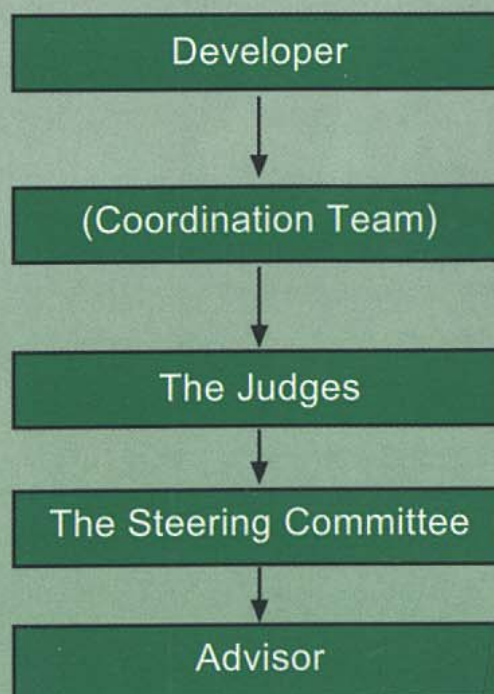 Developer
(Coordination Team)
The Judges
The Steering Committee
Advisor